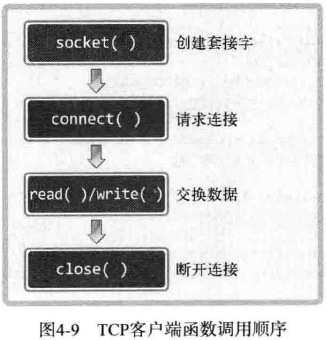 socket( ) 创建套接字
connect( ) 请求连接
read( )/write( ) 交换数据
close( ) 断开连接
图4-9 TCP客户端函数调用顺序